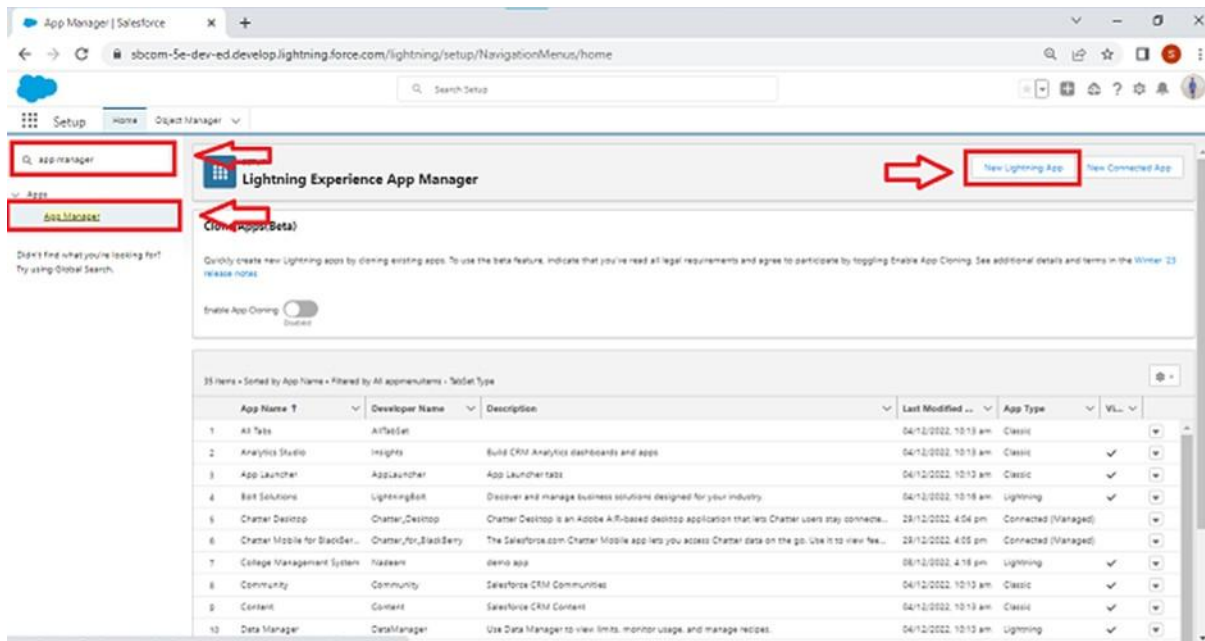 App Manager | Salesforce
sbcom-5e-dev-ed.develop.lightning.force.com/lightning/setup/NavigationMenus/home
S
Search Setup
Setup Home Object Manager
app manager
Apps
App Manager
Didn't find what you're looking for?
Try using Global Search.
SETUP
Lightning Experience App Manager
New Lightning App New Connected App
Clone Apps (Beta)
Quickly create new Lightning apps by cloning existing apps. To use the beta feature, indicate that you've read all legal requirements and agree to participate by toggling Enable App Cloning. See additional details and terms in the Winter '23
release notes
Enable App Cloning
Disabled
35 items • Sorted by App Name • Filtered by All appmenuitems - TabSet Type
App Name ↑ Developer Name Description Last Modified ... App Type Vi...
1 All Tabs AllTabSet 04/12/2022, 10:13 am Classic
2 Analytics Studio Insights Build CRM Analytics dashboards and apps 04/12/2022, 10:13 am Classic
3 App Launcher AppLauncher App Launcher tabs 04/12/2022, 10:13 am Classic
4 Bolt Solutions LightningBolt Discover and manage business solutions designed for your industry. 04/12/2022, 10:16 am Lightning
5 Chatter Desktop Chatter_Desktop Chatter Desktop is an Adobe AIR-based desktop application that lets Chatter users stay connecte... 29/12/2022, 4:04 pm Connected (Managed)
6 Chatter Mobile for BlackBer... Chatter_for_BlackBerry The Salesforce.com Chatter Mobile app lets you access Chatter data on the go. Use it to view fee... 29/12/2022, 4:05 pm Connected (Managed)
7 College Management System Nadeem demo app 08/12/2022, 4:16 pm Lightning
8 Community Community Salesforce CRM Communities 04/12/2022, 10:13 am Classic
9 Content Content Salesforce CRM Content 04/12/2022, 10:13 am Classic
10 Data Manager DataManager Use Data Manager to view limits, monitor usage, and manage recipes. 04/12/2022, 10:13 am Lightning